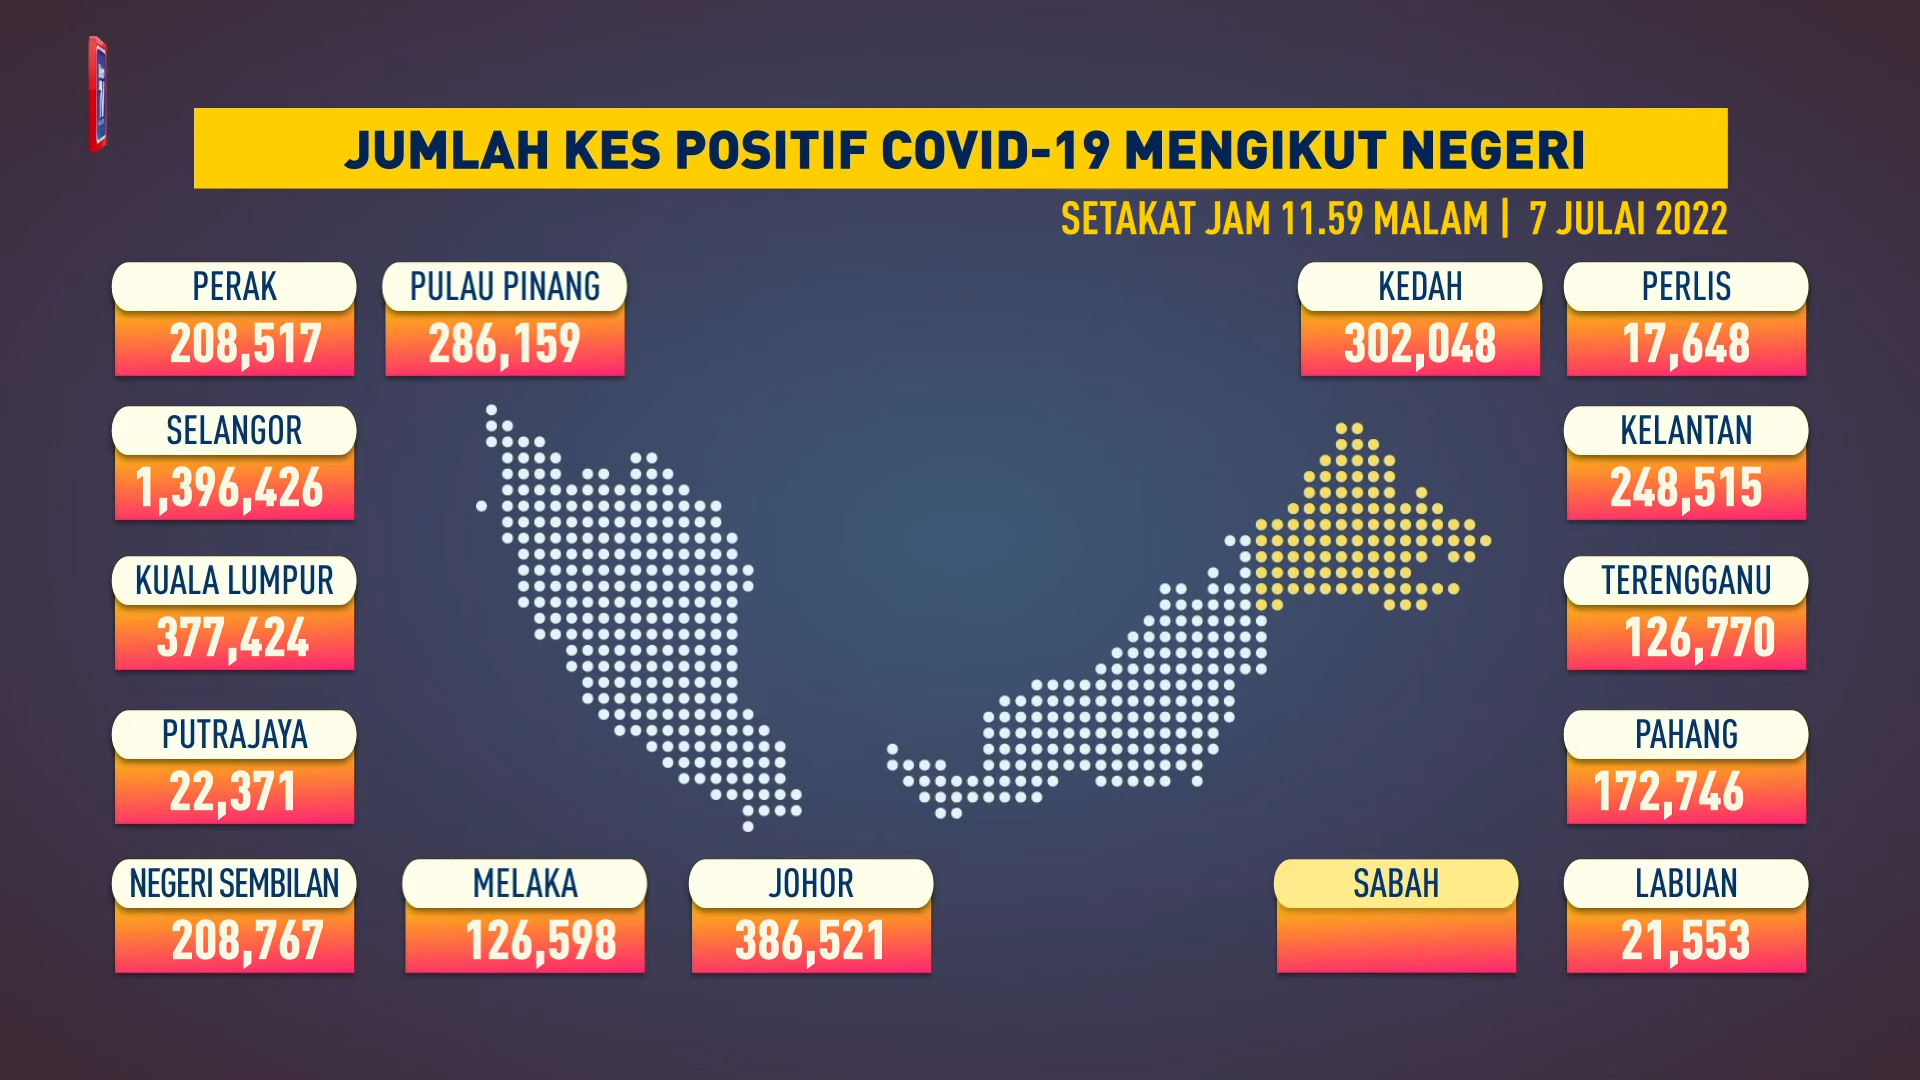 JUMLAH KES POSITIF COVID-19 MENGIKUT NEGERI
SETAKAT JAM 11.59 MALAM | 7 JULAI 2022
PERAK
208,517
PULAU PINANG
286,159
KEDAH
302,048
PERLIS
17,648
SELANGOR
1,396,426
KELANTAN
248,515
KUALA LUMPUR
377,424
TERENGGANU
126,770
PUTRAJAYA
22,371
PAHANG
172,746
NEGERI SEMBILAN
208,767
MELAKA
126,598
JOHOR
386,521
SABAH
LABUAN
21,553